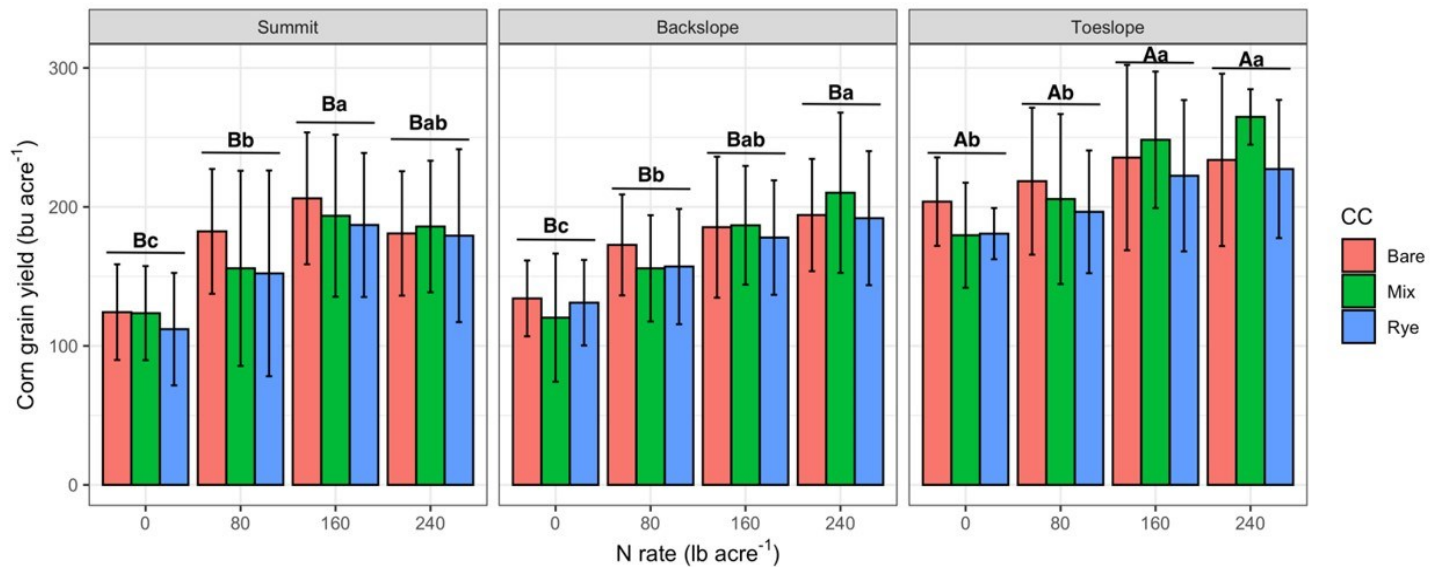 Summit Backslope Toeslope
Corn grain yield (bu acre⁻¹)
300
200
100
0
Bc Bb Ba Bab
Bc Bb Bab Ba
Ab Ab Aa Aa
0 80 160 240 0 80 160 240 0 80 160 240
N rate (lb acre⁻¹)
CC
Bare
Mix
Rye